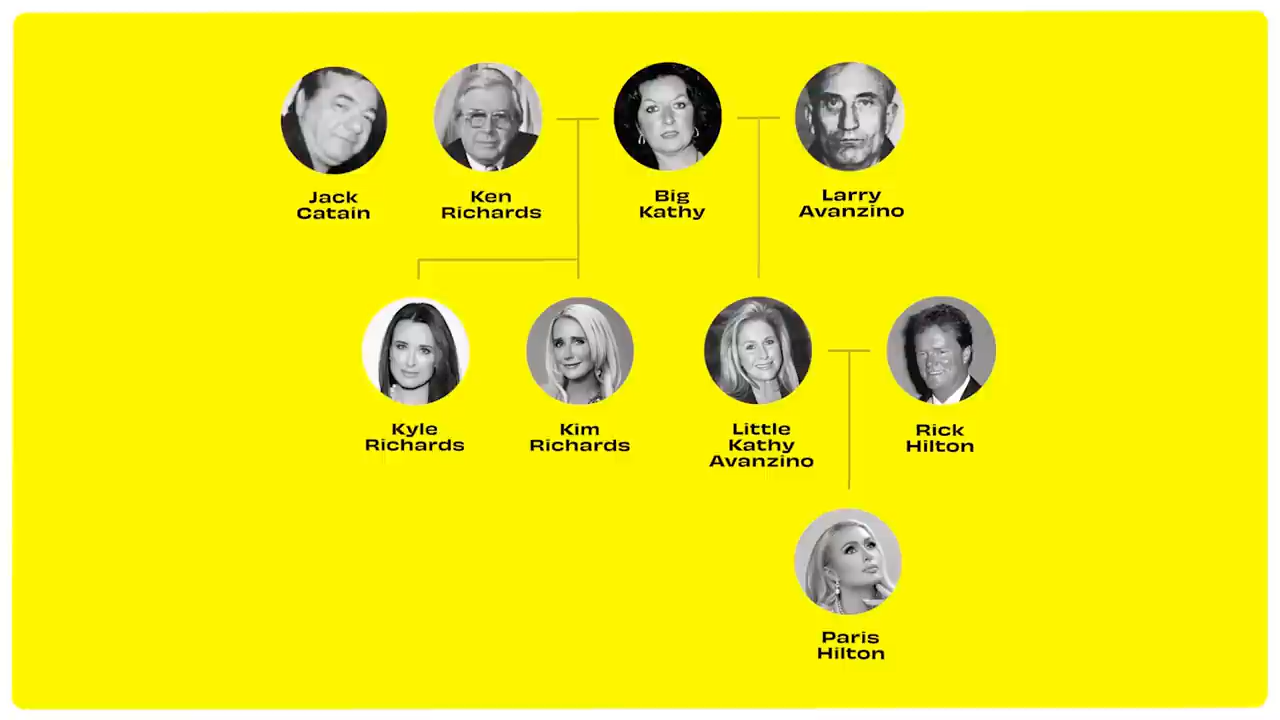 Jack
Catain
Ken
Richards
Big
Kathy
Larry
Avanzino
Kyle
Richards
Kim
Richards
Little
Kathy
Avanzino
Rick
Hilton
Paris
Hilton